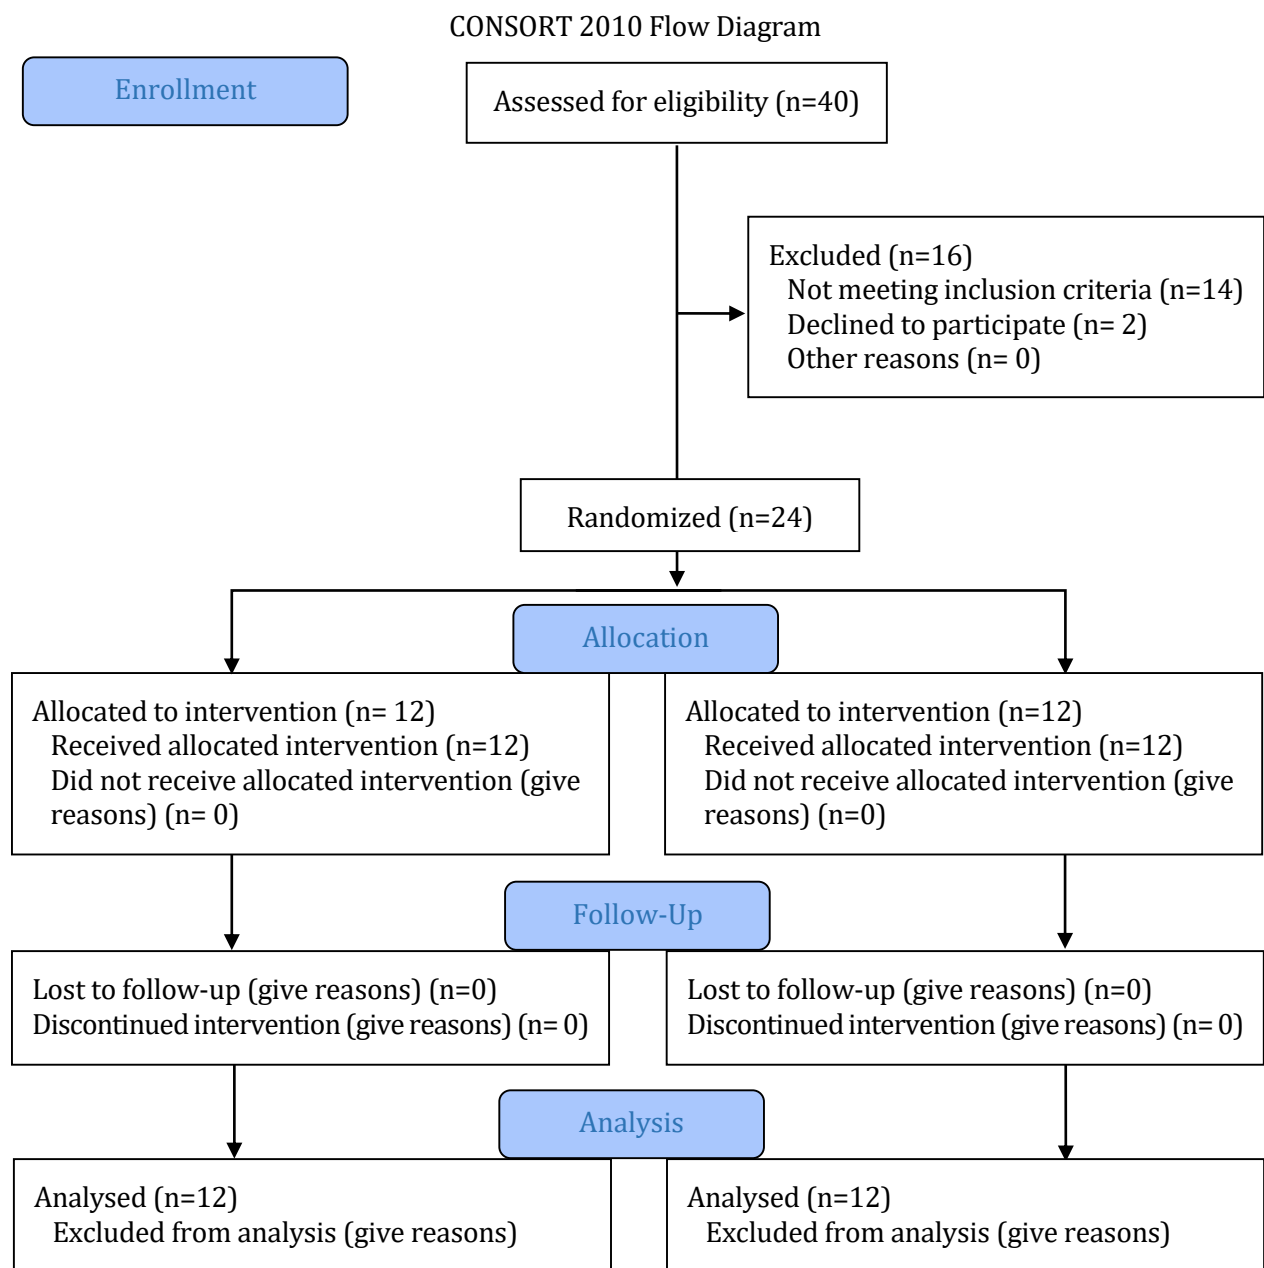 CONSORT 2010 Flow Diagram
Enrollment
Assessed for eligibility (n=40)
Excluded (n=16)
Not meeting inclusion criteria (n=14)
Declined to participate (n= 2)
Other reasons (n= 0)
Randomized (n=24)
Allocation
Allocated to intervention (n= 12)
Received allocated intervention (n=12)
Did not receive allocated intervention (give
reasons) (n= 0)
Allocated to intervention (n=12)
Received allocated intervention (n=12)
Did not receive allocated intervention (give
reasons) (n=0)
Follow-Up
Lost to follow-up (give reasons) (n=0)
Discontinued intervention (give reasons) (n= 0)
Lost to follow-up (give reasons) (n=0)
Discontinued intervention (give reasons) (n= 0)
Analysis
Analysed (n=12)
Excluded from analysis (give reasons)
Analysed (n=12)
Excluded from analysis (give reasons)